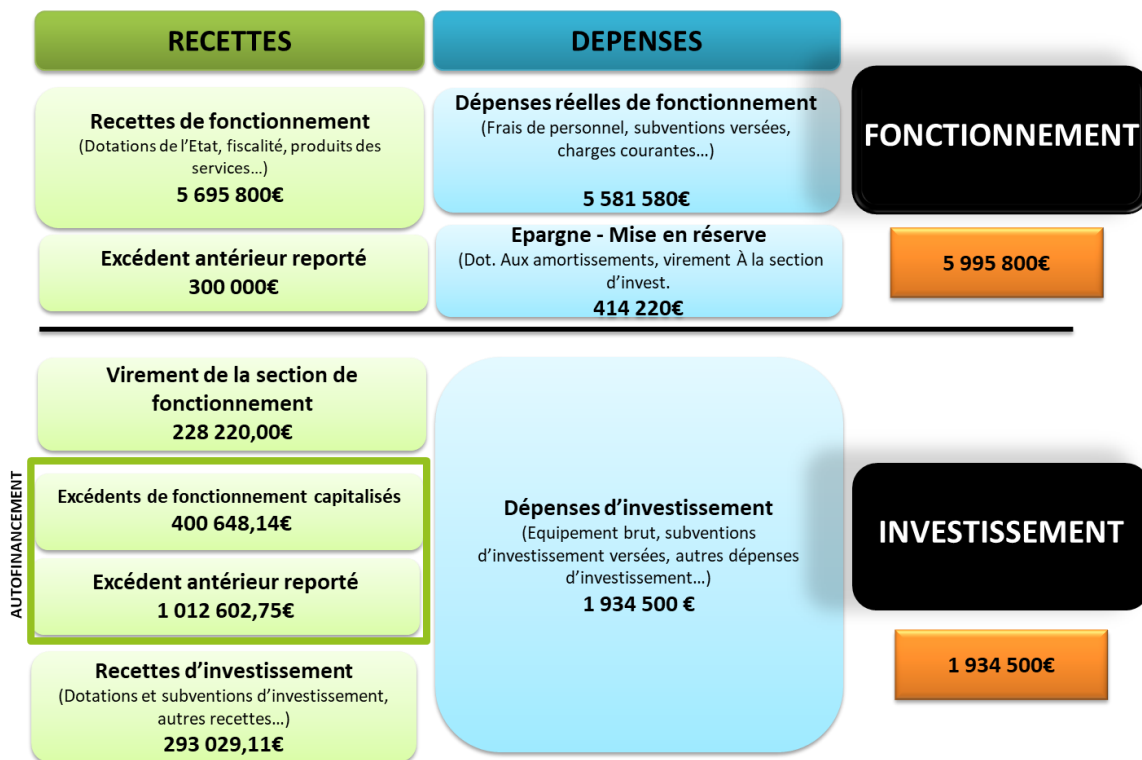 RECETTES
DEPENSES
Recettes de fonctionnement
(Dotations de l'Etat, fiscalité, produits des
services...)
5 695 800€
Dépenses réelles de fonctionnement
(Frais de personnel, subventions versées,
charges courantes...)
5 581 580€
FONCTIONNEMENT
Excédent antérieur reporté
300 000€
Epargne - Mise en réserve
(Dot. Aux amortissements, virement À la section
d'invest.
414 220€
5 995 800€
Virement de la section de
fonctionnement
228 220,00€
AUTOFINANCEMENT
Excédents de fonctionnement capitalisés
400 648,14€
Excédent antérieur reporté
1 012 602,75€
Recettes d'investissement
(Dotations et subventions d'investissement,
autres recettes...)
293 029,11€
Dépenses d'investissement
(Equipement brut, subventions
d'investissement versées, autres dépenses
d'investissement...)
1 934 500 €
INVESTISSEMENT
1 934 500€